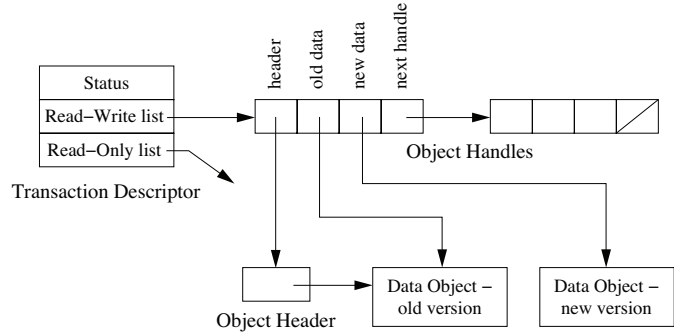 header
old data
new data
next handle
Status
Read−Write list
Read−Only list
Transaction Descriptor
Object Handles
Data Object −
old version
Data Object −
new version
Object Header